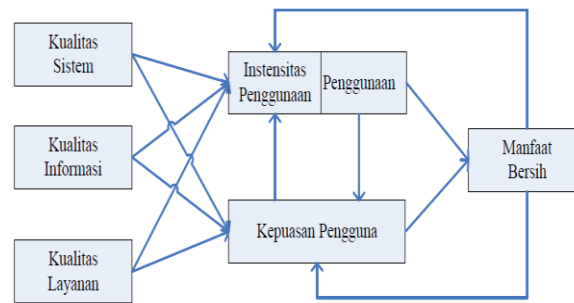 Kualitas
Sistem
Kualitas
Informasi
Kualitas
Layanan
Instensitas
Penggunaan
Penggunaan
Kepuasan Pengguna
Manfaat
Bersih